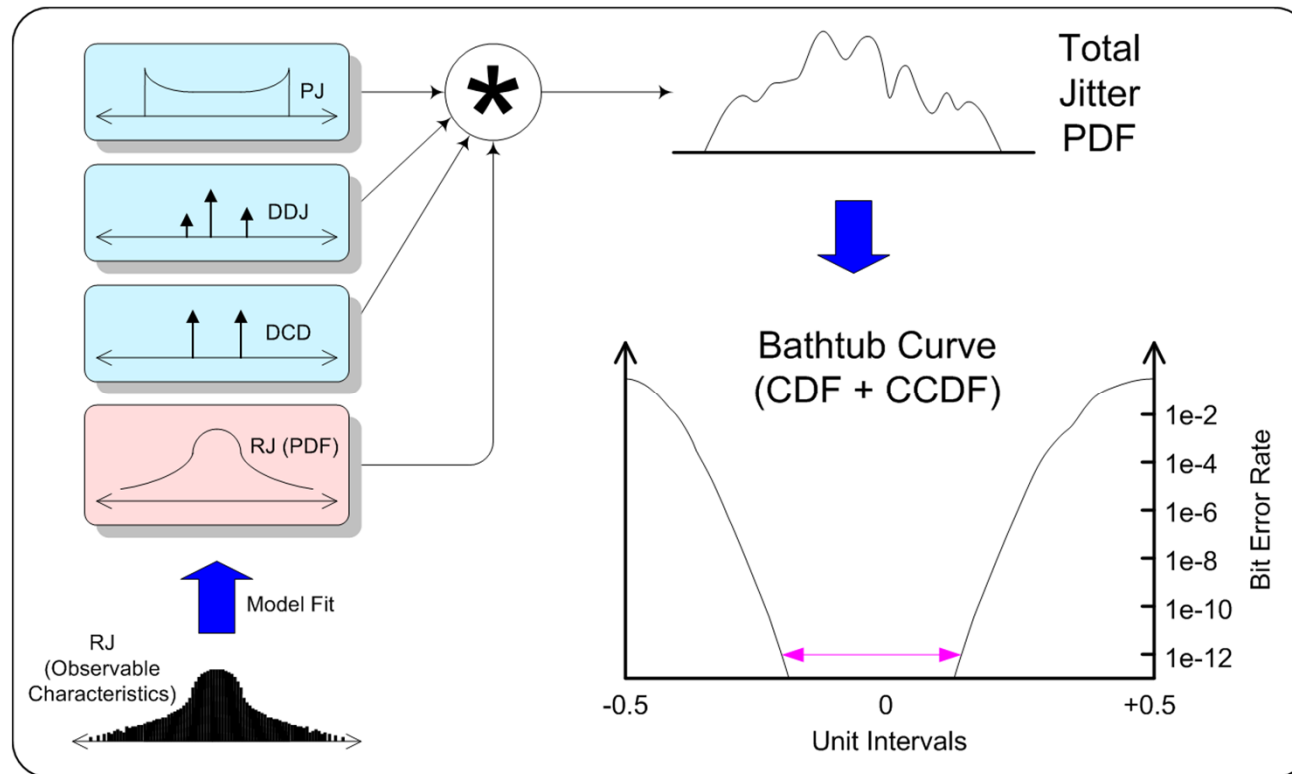 PJ
DDJ
DCD
RJ (PDF)
Model Fit
RJ
(Observable
Characteristics)
*
Total
Jitter
PDF
Bathtub Curve
(CDF + CCDF)
1e-2
1e-4
1e-6
1e-8
1e-10
1e-12
Bit Error Rate
-0.5
0
+0.5
Unit Intervals